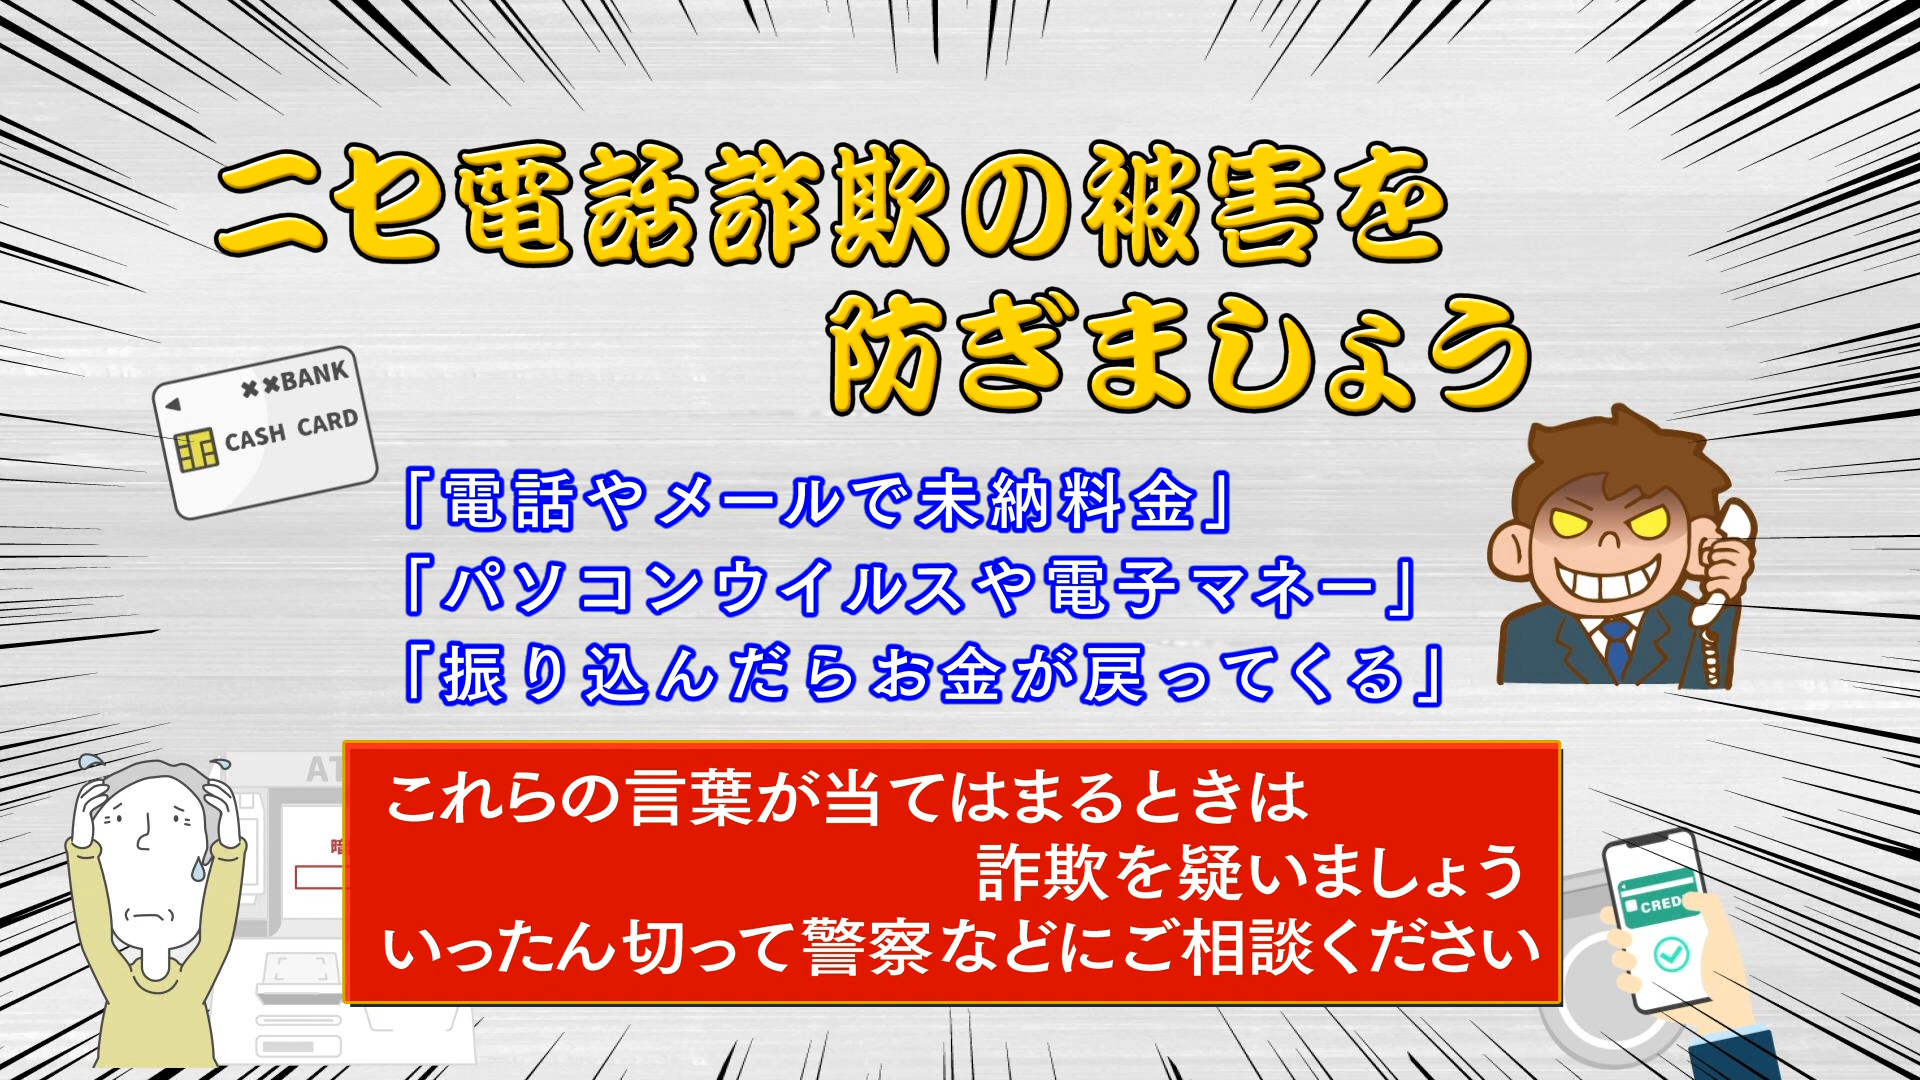 ニセ電話詐欺の被害を
防ぎましょう
××BANK
CASH CARD
「電話やメールで未納料金」
「パソコンウイルスや電子マネー」
「振り込んだらお金が戻ってくる」
これらの言葉が当てはまるときは
詐欺を疑いましょう
いったん切って警察などにご相談ください
AT
暗
CRED